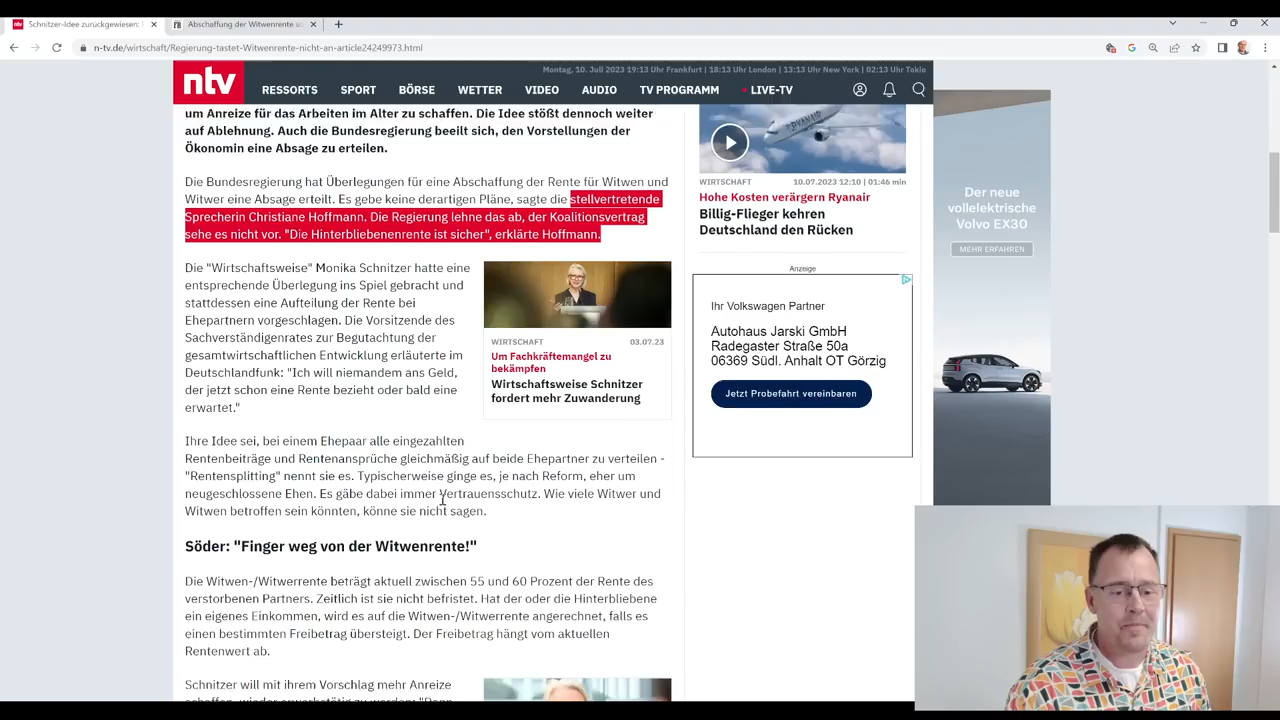 ntv
Schnitzer-Idee zurückgewiesen:
Abschaffung der Witwenrente so
n-tv.de/wirtschaft/Regierung-tastet-Witwenrente-nicht-an-article24249973.html
Montag, 10. Juli 2023 19:13 Uhr Frankfurt | 18:13 Uhr London | 13:13 Uhr New York | 02:13 Uhr Tokio
ntv
RESSORTS SPORT BÖRSE WETTER VIDEO AUDIO TV PROGRAMM LIVE-TV
um Anreize für das Arbeiten im Alter zu schaffen. Die Idee stößt dennoch weiter
auf Ablehnung. Auch die Bundesregierung beeilt sich, den Vorstellungen der
Ökonomin eine Absage zu erteilen.
Die Bundesregierung hat Überlegungen für eine Abschaffung der Rente für Witwen und
Witwer eine Absage erteilt. Es gebe keine derartigen Pläne, sagte die stellvertretende
Sprecherin Christiane Hoffmann. Die Regierung lehne das ab, der Koalitionsvertrag
sehe es nicht vor. "Die Hinterbliebenenrente ist sicher", erklärte Hoffmann.
Die "Wirtschaftsweise" Monika Schnitzer hatte eine
entsprechende Überlegung ins Spiel gebracht und
stattdessen eine Aufteilung der Rente bei
Ehepartnern vorgeschlagen. Die Vorsitzende des
Sachverständigenrates zur Begutachtung der
gesamtwirtschaftlichen Entwicklung erläuterte im
Deutschlandfunk: "Ich will niemandem ans Geld,
der jetzt schon eine Rente bezieht oder bald eine
erwartet."
WIRTSCHAFT 03.07.23
Um Fachkräftemangel zu
bekämpfen
Wirtschaftsweise Schnitzer
fordert mehr Zuwanderung
Ihre Idee sei, bei einem Ehepaar alle eingezahlten
Rentenbeiträge und Rentenansprüche gleichmäßig auf beide Ehepartner zu verteilen -
"Rentensplitting" nennt sie es. Typischerweise ginge es, je nach Reform, eher um
neugeschlossene Ehen. Es gäbe dabei immer Vertrauensschutz. Wie viele Witwer und
Witwen betroffen sein könnten, könne sie nicht sagen.
Söder: "Finger weg von der Witwenrente!"
Die Witwen-/Witwerrente beträgt aktuell zwischen 55 und 60 Prozent der Rente des
verstorbenen Partners. Zeitlich ist sie nicht befristet. Hat der oder die Hinterbliebene
ein eigenes Einkommen, wird es auf die Witwen-/Witwerrente angerechnet, falls es
einen bestimmten Freibetrag übersteigt. Der Freibetrag hängt vom aktuellen
Rentenwert ab.
Schnitzer will mit ihrem Vorschlag mehr Anreize
RYANAIR
WIRTSCHAFT 10.07.2023 12:10 | 01:46 min
Hohe Kosten verärgern Ryanair
Billig-Flieger kehren
Deutschland den Rücken
Anzeige
Ihr Volkswagen Partner
Autohaus Jarski GmbH
Radegaster Straße 50a
06369 Südl. Anhalt OT Görzig
Jetzt Probefahrt vereinbaren
Der neue
vollelektrische
Volvo EX30
MEHR ERFAHREN